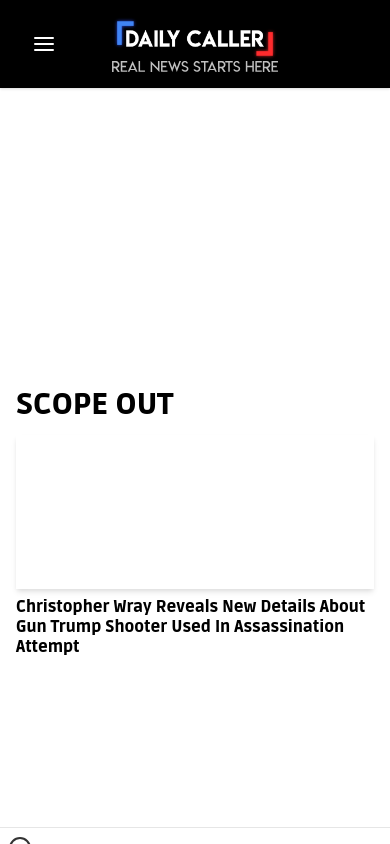 DAILY CALLER
REAL NEWS STARTS HERE
SCOPE OUT
Christopher Wray Reveals New Details About
Gun Trump Shooter Used In Assassination
Attempt